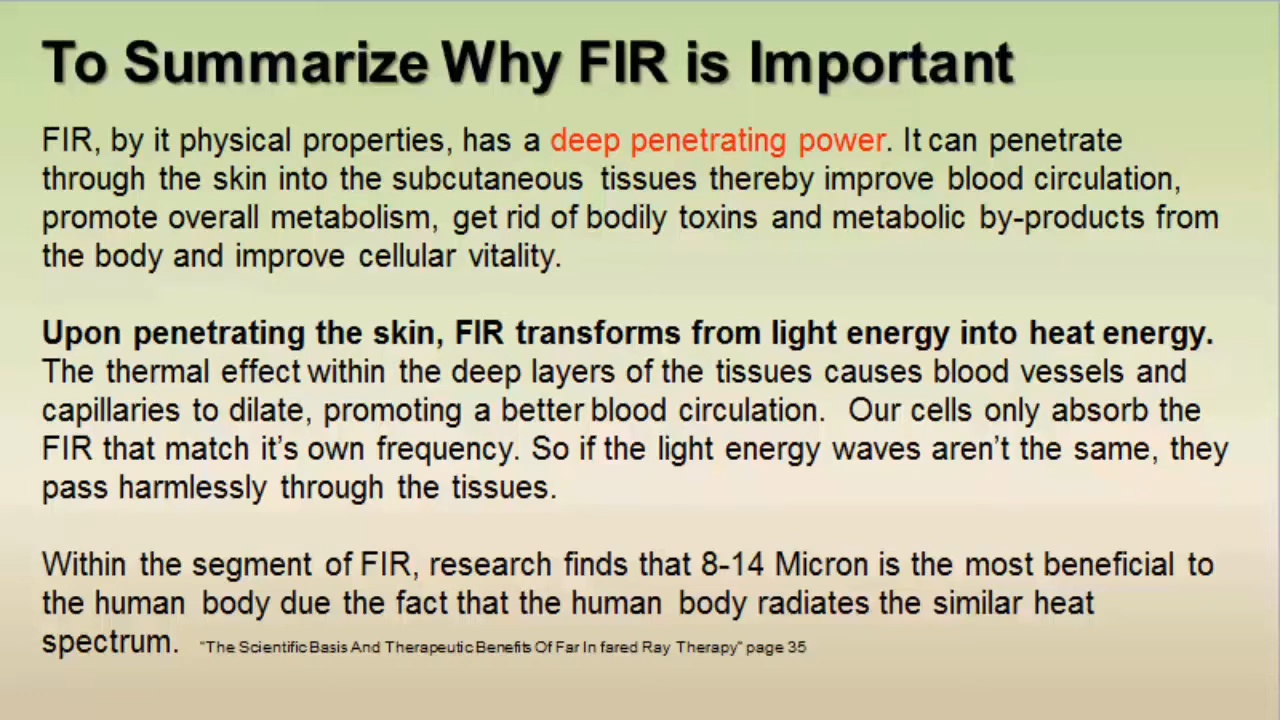 To Summarize Why FIR is Important
FIR, by it physical properties, has a deep penetrating power. It can penetrate
through the skin into the subcutaneous tissues thereby improve blood circulation,
promote overall metabolism, get rid of bodily toxins and metabolic by-products from
the body and improve cellular vitality.
Upon penetrating the skin, FIR transforms from light energy into heat energy.
The thermal effect within the deep layers of the tissues causes blood vessels and
capillaries to dilate, promoting a better blood circulation. Our cells only absorb the
FIR that match it’s own frequency. So if the light energy waves aren’t the same, they
pass harmlessly through the tissues.
Within the segment of FIR, research finds that 8-14 Micron is the most beneficial to
the human body due the fact that the human body radiates the similar heat
spectrum. “The Scientific Basis And Therapeutic Benefits Of Far In fared Ray Therapy” page 35